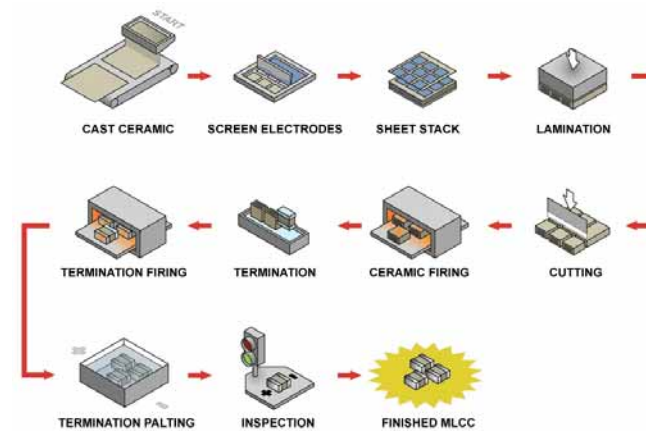 START
CAST CERAMIC
SCREEN ELECTRODES
SHEET STACK
LAMINATION
TERMINATION FIRING
TERMINATION
CERAMIC FIRING
CUTTING
TERMINATION PALTING
INSPECTION
FINISHED MLCC